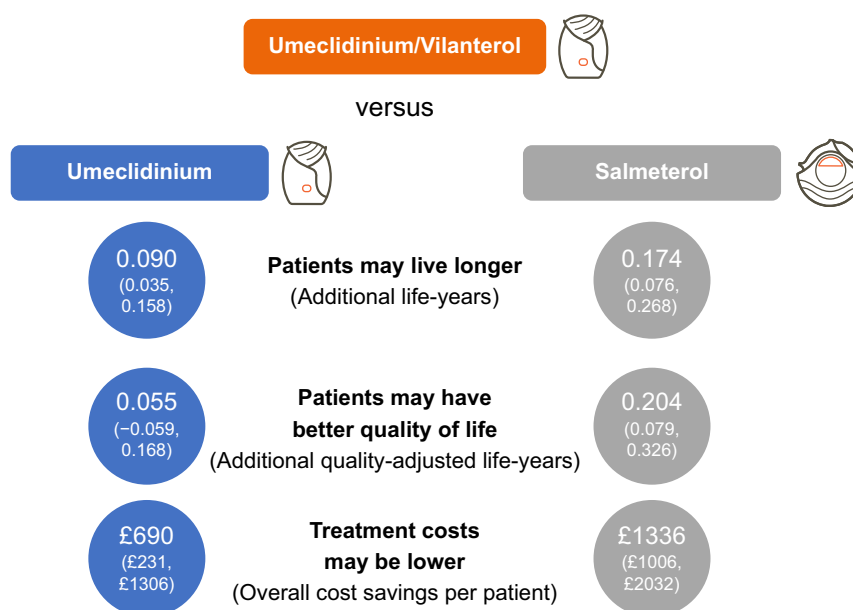 Umeclidinium/Vilanterol
versus
Umeclidinium
Salmeterol
0.090
(0.035,
0.158)
Patients may live longer
(Additional life-years)
0.174
(0.076,
0.268)
0.055
(−0.059,
0.168)
Patients may have
better quality of life
(Additional quality-adjusted life-years)
0.204
(0.079,
0.326)
£690
(£231,
£1306)
Treatment costs
may be lower
(Overall cost savings per patient)
£1336
(£1006,
£2032)